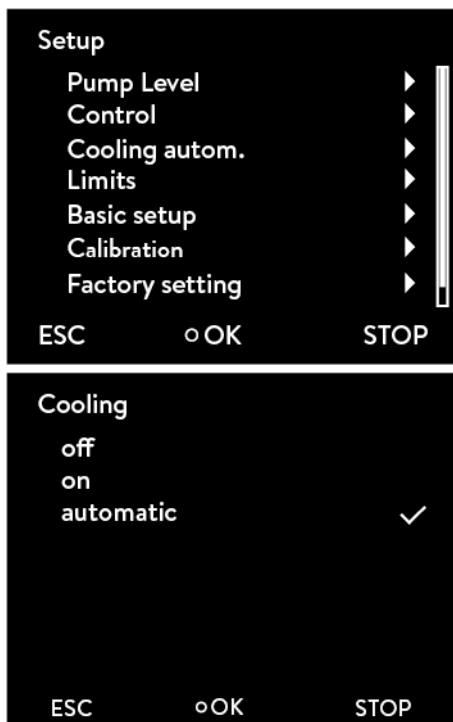 Setup
Pump Level
Control
Cooling autom.
Limits
Basic setup
Calibration
Factory setting
ESC OK STOP
Cooling
off
on
automatic
ESC OK STOP